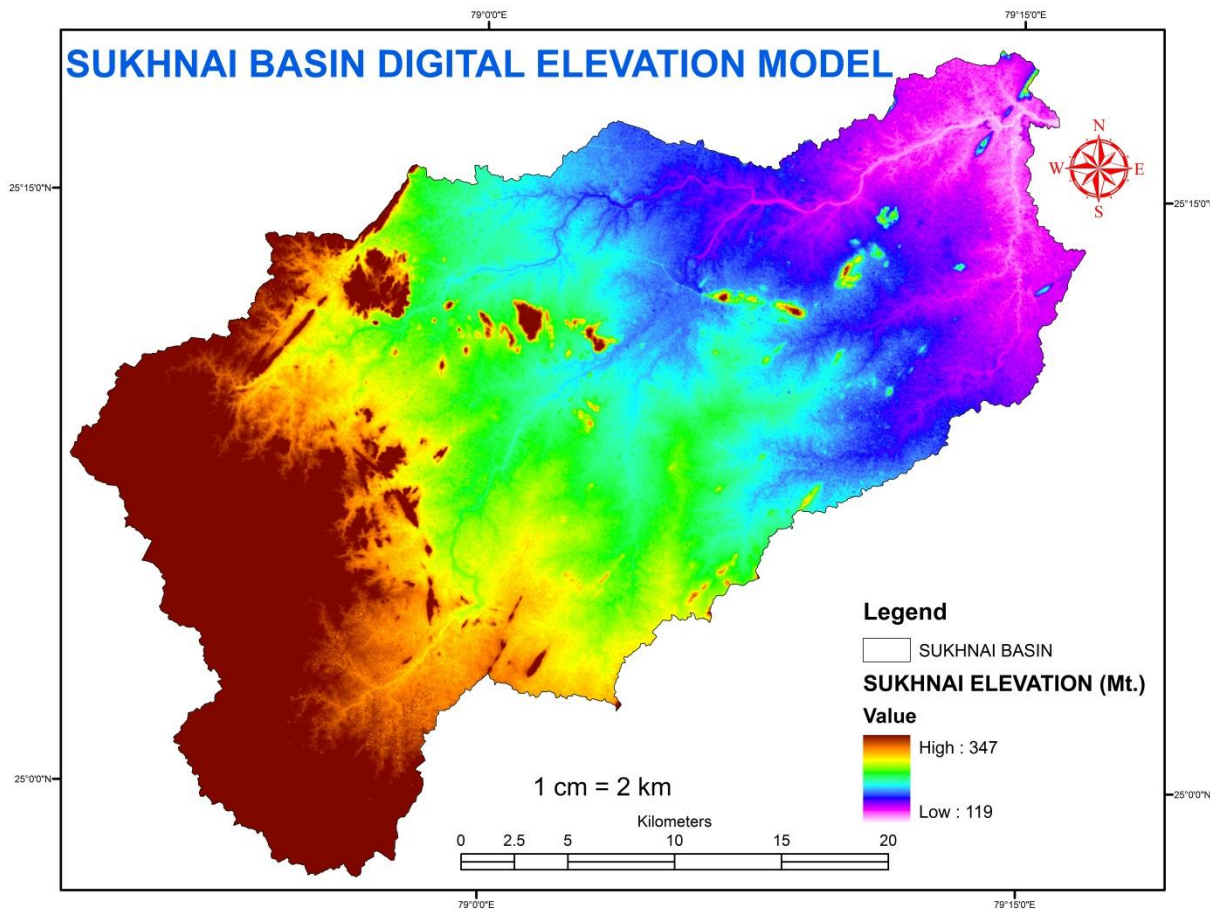 79°0'0"E 79°15'0"E
SUKHNAI BASIN DIGITAL ELEVATION MODEL
N
W E
S
25°15'0"N 25°15'0"N
Legend
SUKHNAI BASIN
SUKHNAI ELEVATION (Mt.)
Value
High : 347
Low : 119
25°0'0"N 25°0'0"N
1 cm = 2 km
Kilometers
0 2.5 5 10 15 20
79°0'0"E 79°15'0"E